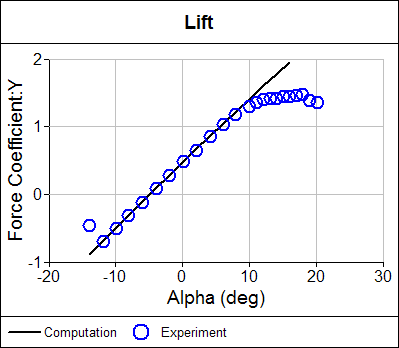 Lift
2
1
0
-1
Force Coefficient:Y
-20 -10 0 10 20 30
Alpha (deg)
Computation Experiment